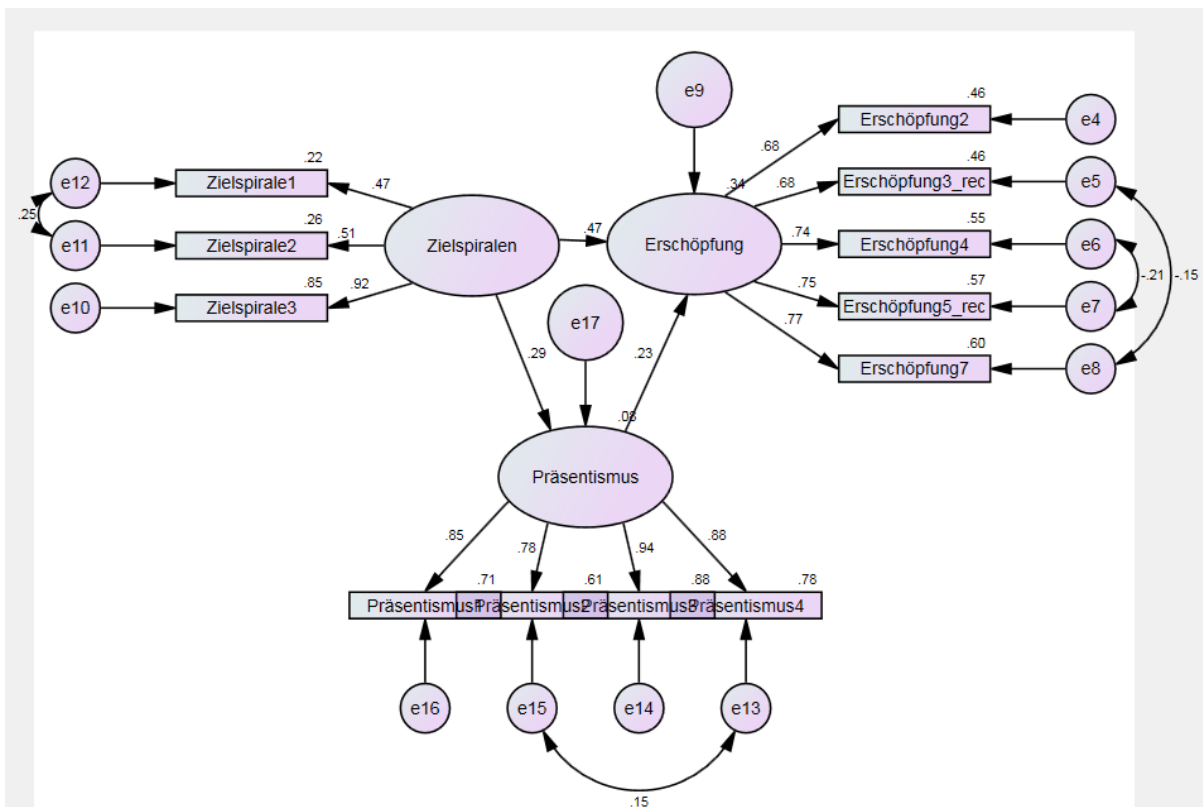 e9
.46
Erschöpfung2
e4
.68
e12
.22
Zielspirale1
.47
.46
Erschöpfung3_rec
e5
.34
.68
.25
e11
.26
Zielspirale2
.51
Zielspiralen
.47
Erschöpfung
.74
.55
Erschöpfung4
e6
-.21
-.15
e10
.85
Zielspirale3
.92
.75
.57
Erschöpfung5_rec
e7
e17
.77
.60
Erschöpfung7
e8
.29
.23
.08
Präsentismus
.85
.78
.94
.88
.71
.61
.88
.78
Präsentismus1
Präsentismus2
Präsentismus3
Präsentismus4
e16
e15
e14
e13
.15